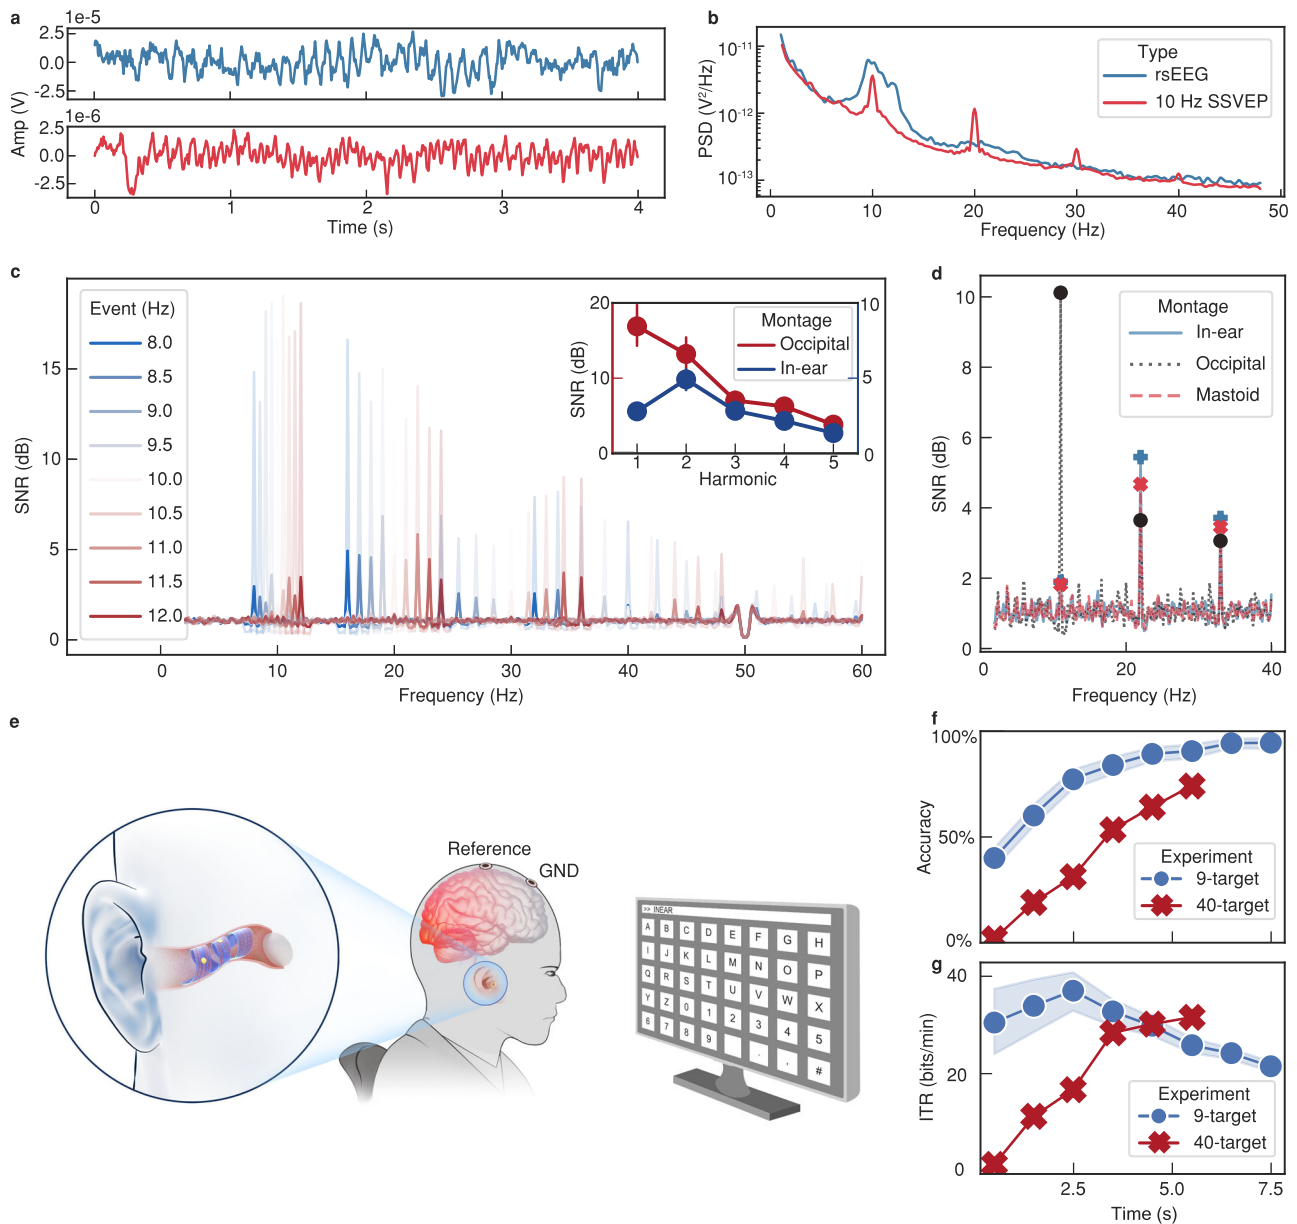 a
1e-5
2.5
0.0
-2.5
1e-6
2.5
0.0
-2.5
Amp (V)
0 1 2 3 4
Time (s)
b
10⁻¹¹
10⁻¹²
10⁻¹³
PSD (V²/Hz)
Type
rsEEG
10 Hz SSVEP
0 10 20 30 40 50
Frequency (Hz)
c
Event (Hz)
8.0
8.5
9.0
9.5
10.0
10.5
11.0
11.5
12.0
15
10
5
0
SNR (dB)
0 10 20 30 40 50 60
Frequency (Hz)
20
10
0
SNR (dB)
Montage
Occipital
In-ear
10
5
0
1 2 3 4 5
Harmonic
d
10
8
6
4
2
0
SNR (dB)
Montage
In-ear
Occipital
Mastoid
0 20 40
Frequency (Hz)
e
Reference
GND
>> INEAR
A B C D E F G H
I J K L M N O P
Q R S T U V W X
Y Z 0 1 2 3 4 5
6 7 8 9 . , #
f
100%
50%
0%
Accuracy
Experiment
9-target
40-target
g
40
20
0
ITR (bits/min)
Experiment
9-target
40-target
2.5 5.0 7.5
Time (s)